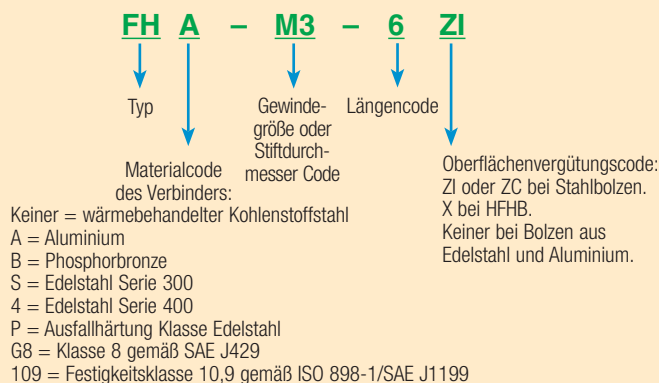 FH A – M3 – 6 ZI
Typ
Gewinde-
größe oder
Stiftdurch-
messer Code
Längencode
Materialcode
des Verbinders:
Keiner = wärmebehandelter Kohlenstoffstahl
A = Aluminium
B = Phosphorbronze
S = Edelstahl Serie 300
4 = Edelstahl Serie 400
P = Ausfallhärtung Klasse Edelstahl
G8 = Klasse 8 gemäß SAE J429
109 = Festigkeitsklasse 10,9 gemäß ISO 898-1/SAE J1199
Oberflächenvergütungscode:
ZI oder ZC bei Stahlbolzen.
X bei HFHB.
Keiner bei Bolzen aus
Edelstahl und Aluminium.